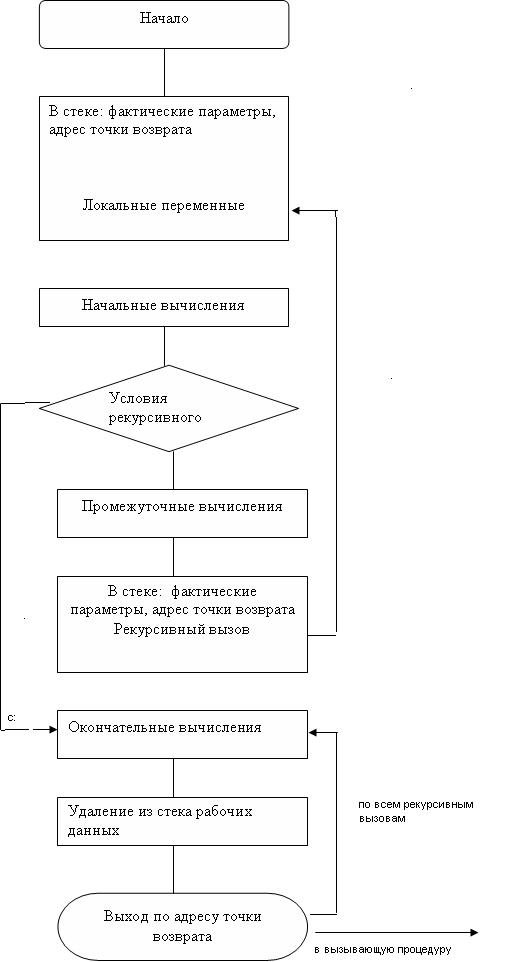 Начало
В стеке: фактические параметры,
адрес точки возврата
Локальные переменные
Начальные вычисления
Условия
рекурсивного
Промежуточные вычисления
В стеке: фактические
параметры, адрес точки возврата
Рекурсивный вызов
с:
Окончательные вычисления
по всем рекурсивным
вызовам
Удаление из стека рабочих
данных
Выход по адресу точки
возврата
в вызывающую процедуру